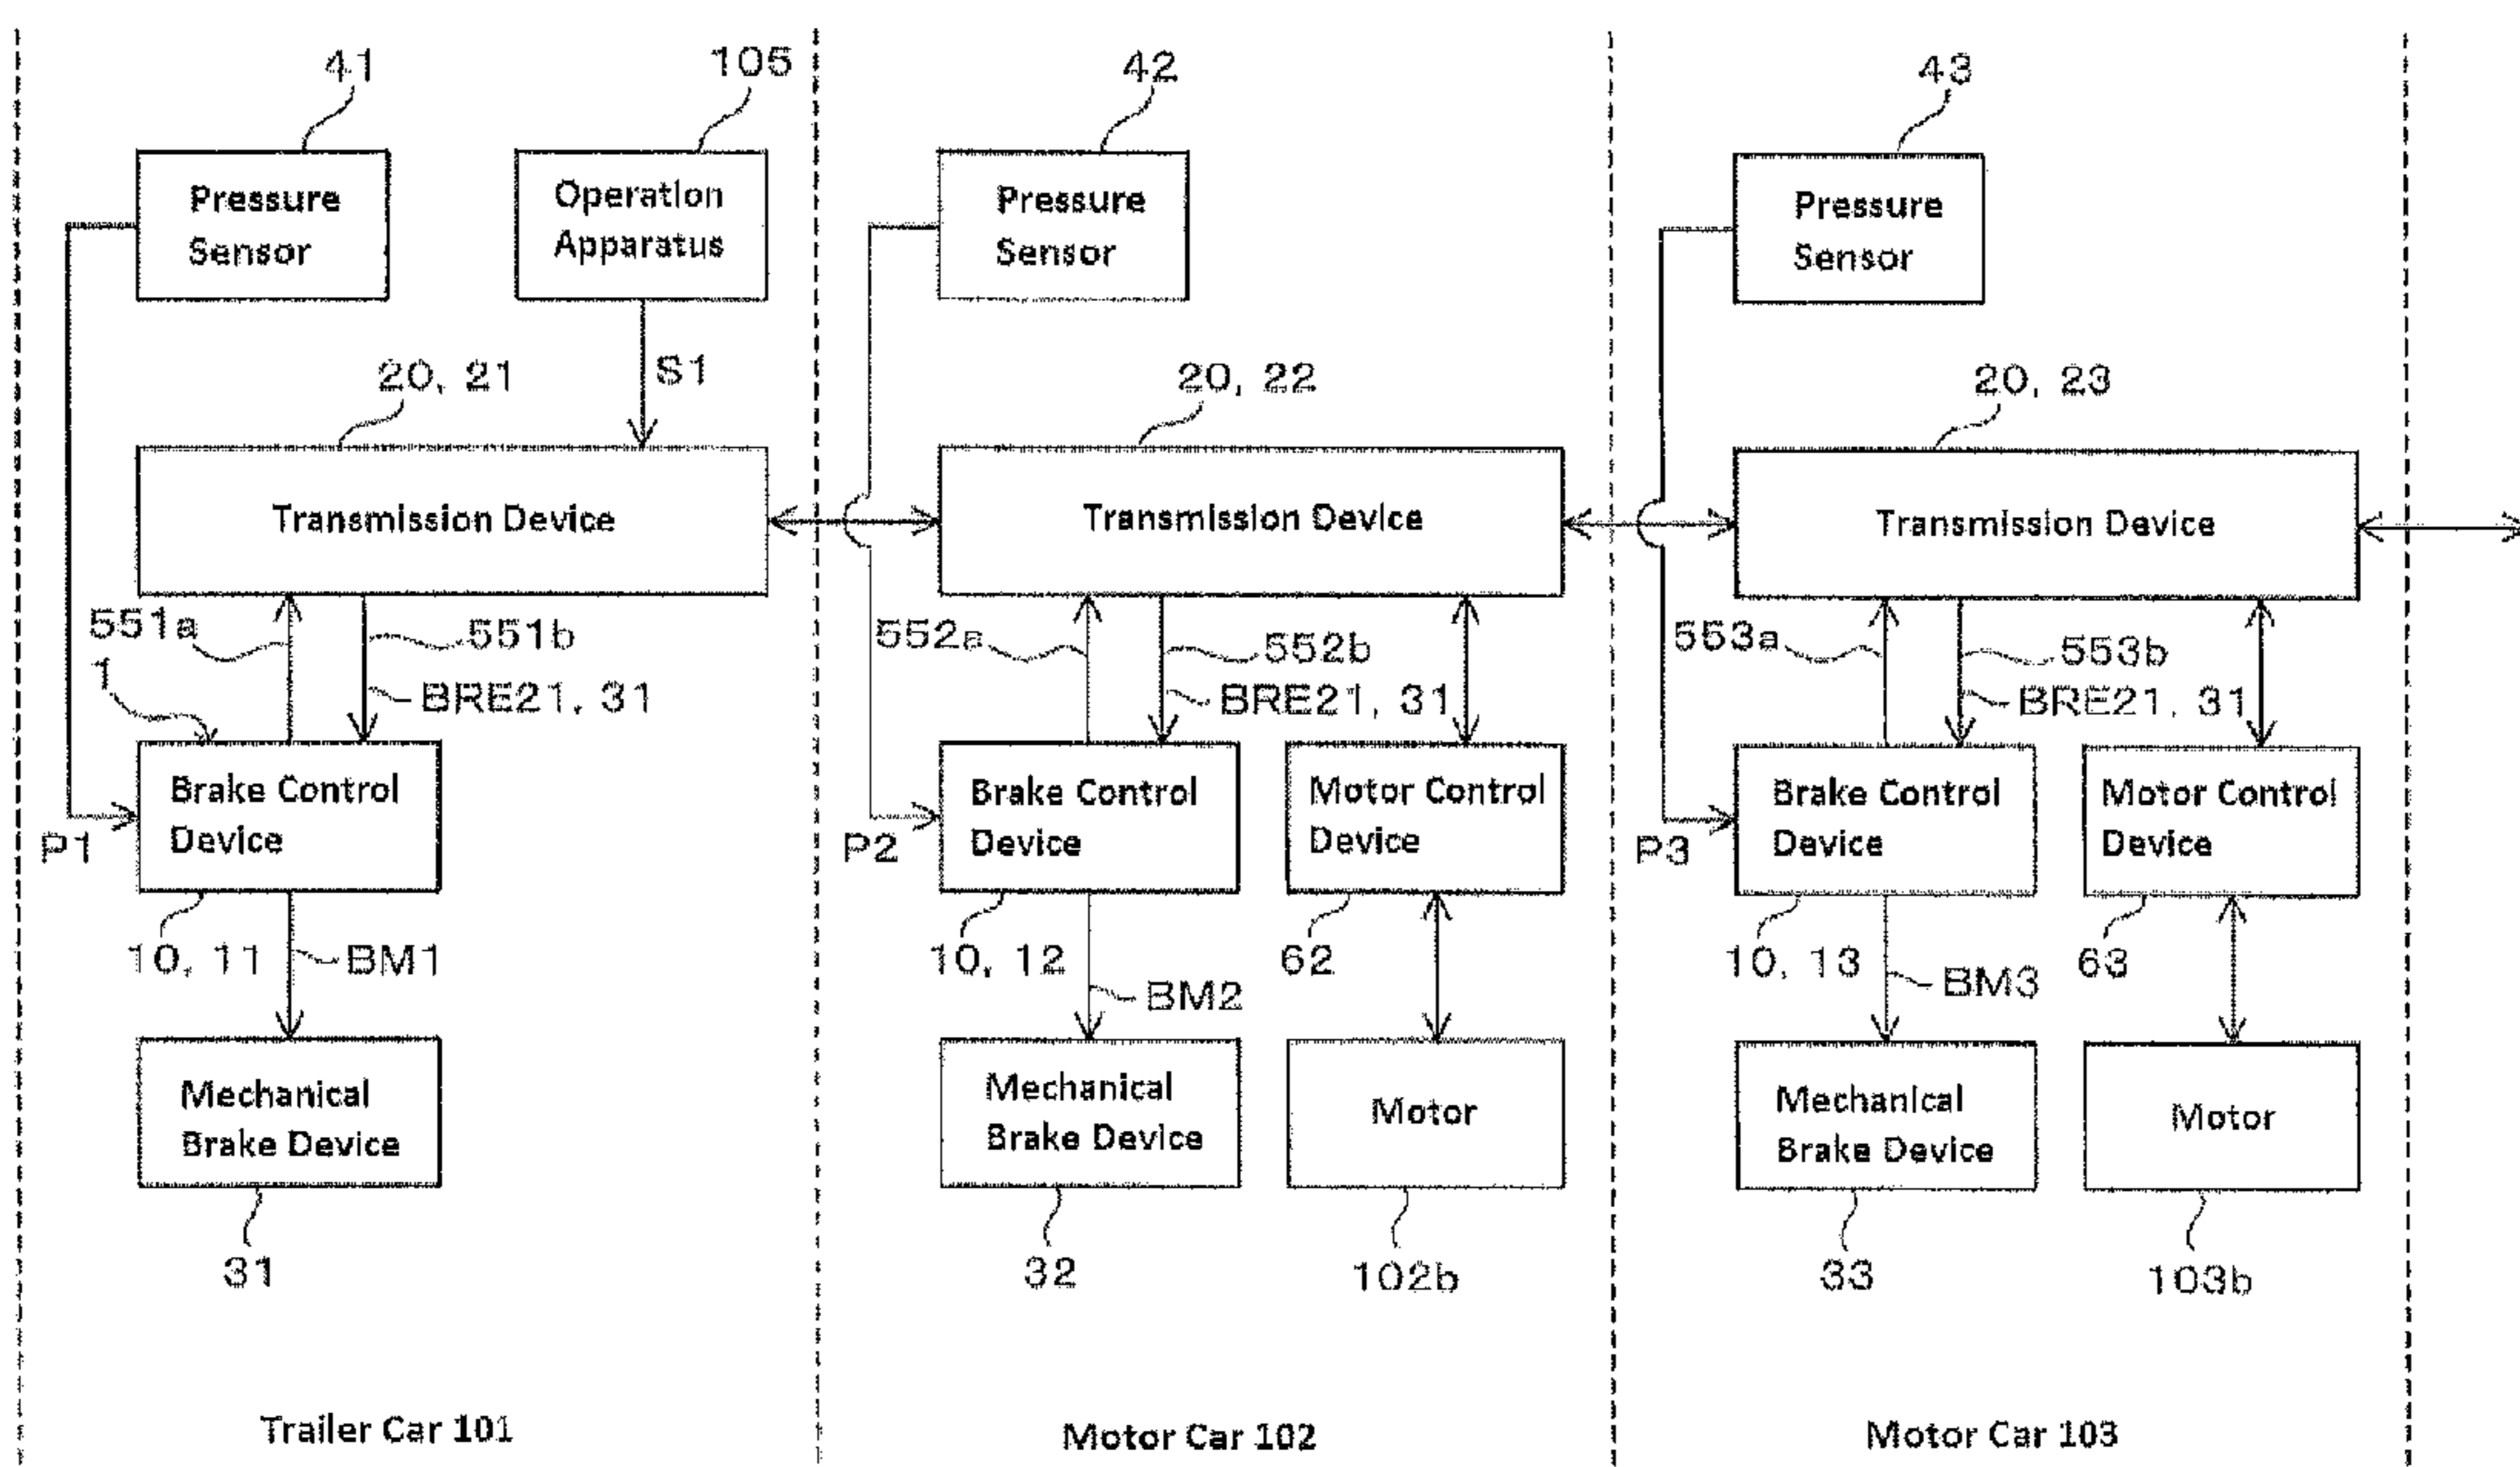 41
105
42
43
Pressure
Sensor
Operation
Apparatus
Pressure
Sensor
Pressure
Sensor
20, 21
S1
20, 22
20, 23
Transmission Device
Transmission Device
Transmission Device
551a
551b
1
BRE21, 31
552a
552b
BRE21, 31
553a
553b
BRE21, 31
Brake Control
Device
P1
Brake Control
Device
P2
Motor Control
Device
Brake Control
Device
P3
Motor Control
Device
10, 11
BM1
10, 12
BM2
62
10, 13
BM3
63
Mechanical
Brake Device
Mechanical
Brake Device
Motor
Mechanical
Brake Device
Motor
31
32
102b
33
103b
Trailer Car 101
Motor Car 102
Motor Car 103